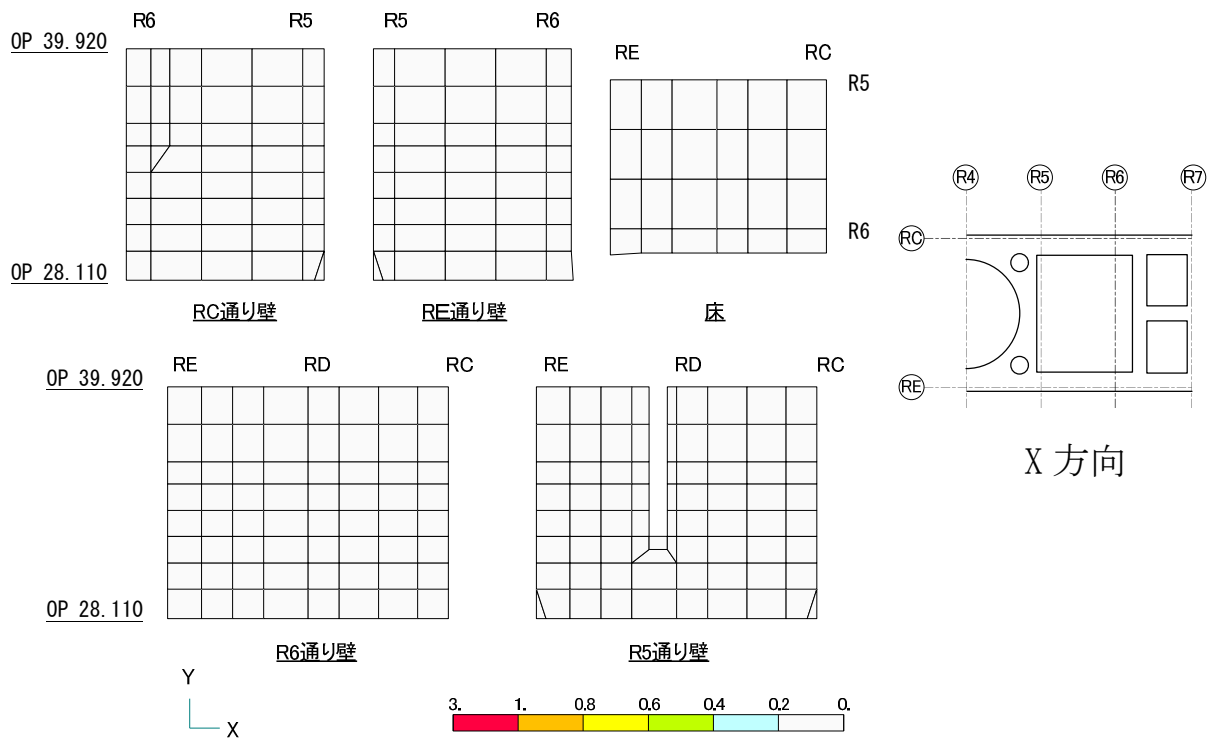 R6 R5
R5 R6
OP 39.920
RE RC
R5
R6
OP 28.110
RC通り壁
RE通り壁
床
R4 R5 R6 R7
RC
RE
X 方向
RE RD RC
RE RD RC
OP 39.920
OP 28.110
R6通り壁
R5通り壁
Y
X
3. 1. 0.8 0.6 0.4 0.2 0.